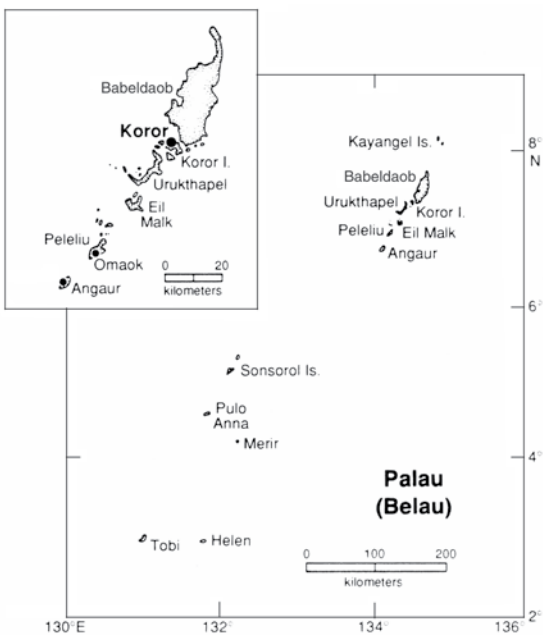 Babeldaob
Koror
Koror I.
Urukthapel
Eil
Malk
Peleliu
Omaok
Angaur
0 20
kilometers
8°
N
Kayangel Is.
Babeldaob
Urukthapel
Koror I.
Peleliu
Eil Malk
Angaur
6°
Sonsorol Is.
Pulo
Anna
Merir
4°
Palau
(Belau)
Tobi
Helen
0 100 200
kilometers
2°
130°E 132° 134° 136°